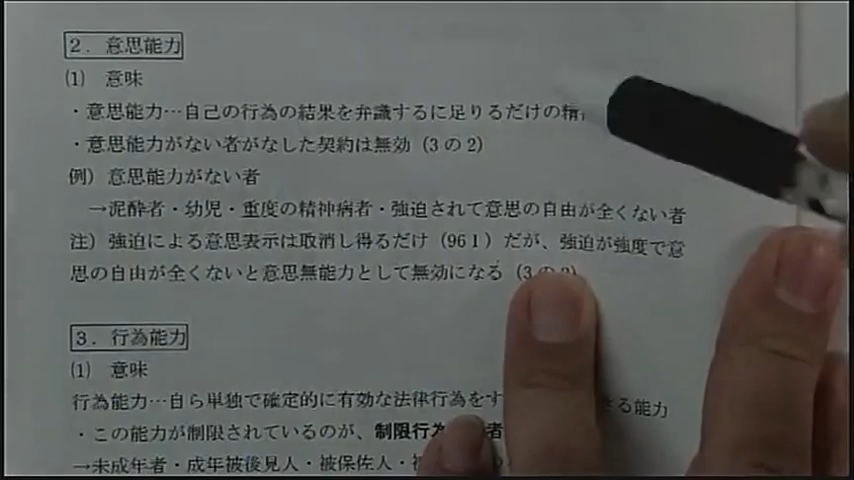 ２．意思能力
(1) 意味
・意思能力…自己の行為の結果を弁識するに足りるだけの精
・意思能力がない者がなした契約は無効（3の2）
例）意思能力がない者
→泥酔者・幼児・重度の精神病者・強迫されて意思の自由が全くない者
注）強迫による意思表示は取消し得るだけ（96Ⅰ）だが、強迫が強度で意
思の自由が全くないと意思無能力として無効になる（3の2）
３．行為能力
(1) 意味
行為能力…自ら単独で確定的に有効な法律行為をす きる能力
・この能力が制限されているのが、制限行為 者
→未成年者・成年被後見人・被保佐人・